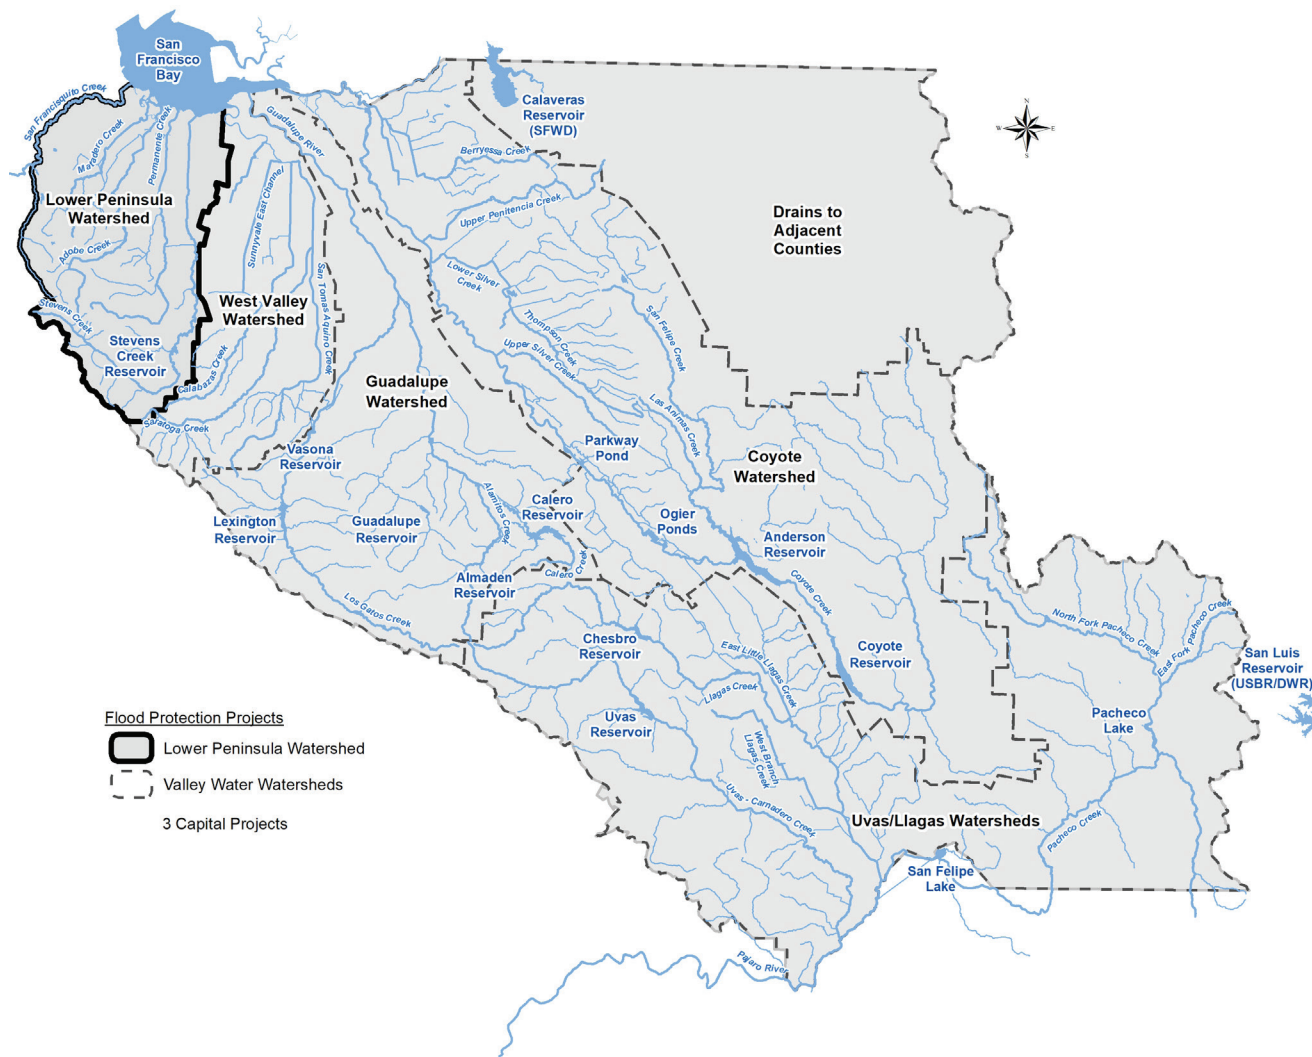 San
Francisco
Bay
San Francisquito Creek
Matadero Creek
Permanente Creek
Lower Peninsula
Watershed
Adobe Creek
Stevens Creek
Stevens
Creek
Reservoir
Guadalupe River
Sunnyvale East Channel
West Valley
Watershed
San Tomas Aquino Creek
Calabazas Creek
Saratoga Creek
Calaveras
Reservoir
(SFWD)
Berryessa Creek
Upper Penitencia Creek
N
W
E
S
Drains to
Adjacent
Counties
Lower Silver
Creek
Thompson Creek
Upper Silver Creek
San Felipe Creek
Las Animas Creek
Guadalupe
Watershed
Vasona
Reservoir
Parkway
Pond
Coyote
Watershed
Lexington
Reservoir
Guadalupe
Reservoir
Alamitos Creek
Calero
Reservoir
Ogier
Ponds
Anderson
Reservoir
Almaden
Reservoir
Calero Creek
Los Gatos Creek
Coyote Creek
Chesbro
Reservoir
East Little Llagas Creek
Coyote
Reservoir
North Fork Pacheco Creek
East Fork Pacheco Creek
San Luis
Reservoir
(USBR/DWR)
Llagas Creek
Uvas
Reservoir
West Branch
Llagas Creek
Pacheco
Lake
Uvas - Carnadero Creek
Uvas/Llagas Watersheds
Pacheco Creek
San Felipe
Lake
Pajaro River
Flood Protection Projects
Lower Peninsula Watershed
Valley Water Watersheds
3 Capital Projects